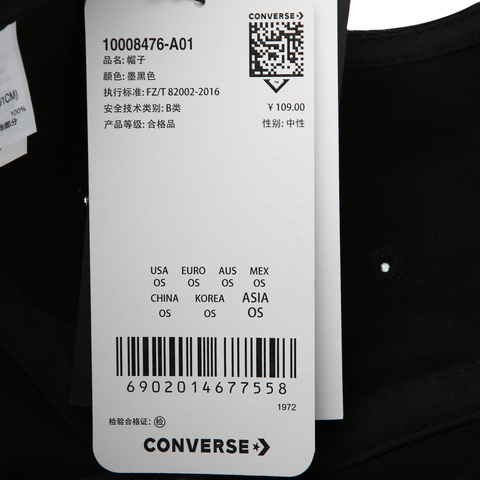 CONVERSE
10008476-A01
品名: 帽子
颜色: 墨黑色
执行标准: FZ/T 82002-2016
安全技术类别: B类
¥ 109.00
产品等级: 合格品
性别: 中性
51CM)
100%
USA EURO AUS MEX
OS OS OS OS
CHINA KOREA ASIA
OS OS OS
6902014677558
1972
检验合格证: 检
CONVERSE